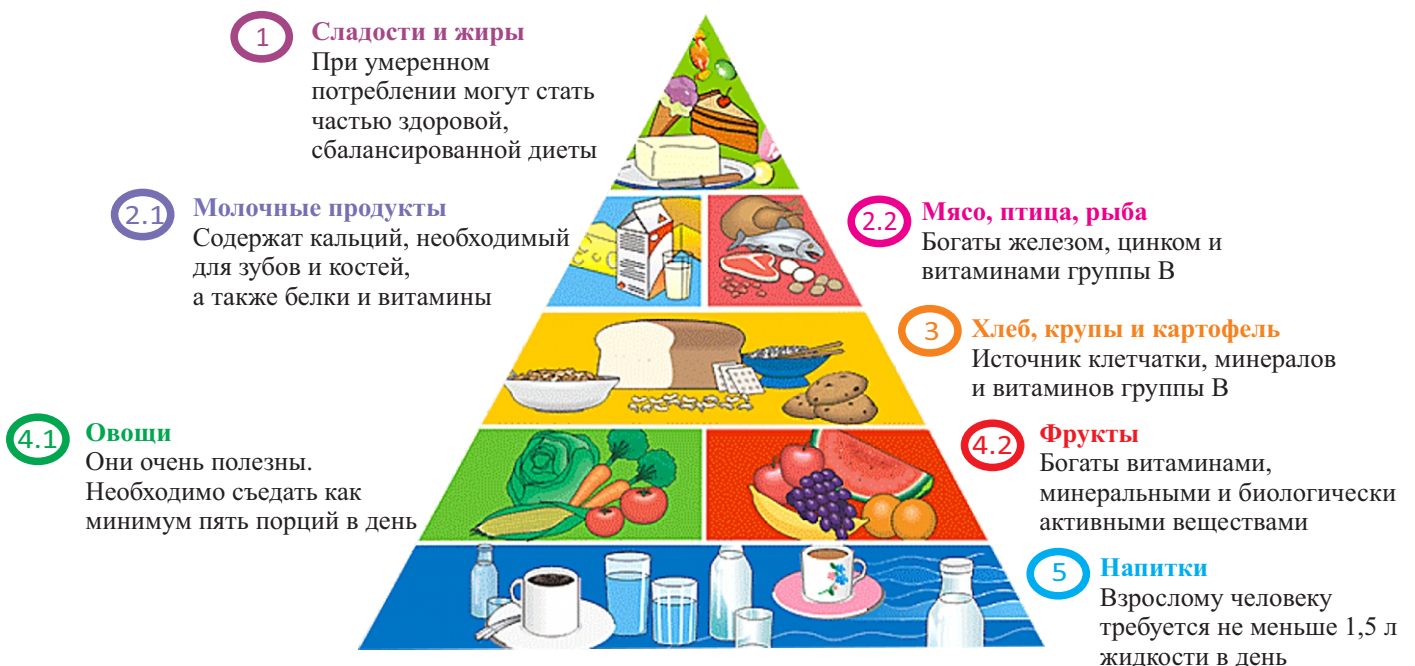 1
Сладости и жиры
При умеренном
потреблении могут стать
частью здоровой,
сбалансированной диеты
2.1
Молочные продукты
Содержат кальций, необходимый
для зубов и костей,
а также белки и витамины
2.2
Мясо, птица, рыба
Богаты железом, цинком и
витаминами группы В
3
Хлеб, крупы и картофель
Источник клетчатки, минералов
и витаминов группы В
4.1
Овощи
Они очень полезны.
Необходимо съедать как
минимум пять порций в день
4.2
Фрукты
Богаты витаминами,
минеральными и биологически
активными веществами
5
Напитки
Взрослому человеку
требуется не меньше 1,5 л
жидкости в день